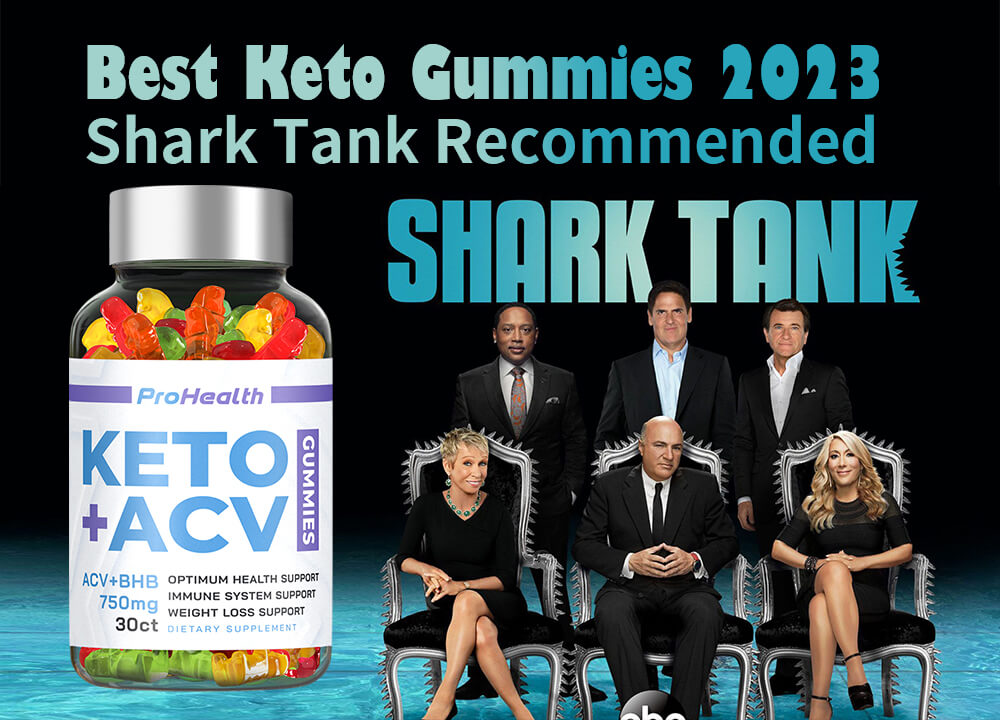 Best Keto Gummies 2023
Shark Tank Recommended
SHARK TANK
ProHealth
KETO
+ACV
GUMMIES
ACV+BHB
750mg
30ct
OPTIMUM HEALTH SUPPORT
IMMUNE SYSTEM SUPPORT
WEIGHT LOSS SUPPORT
DIETARY SUPPLEMENT
abc